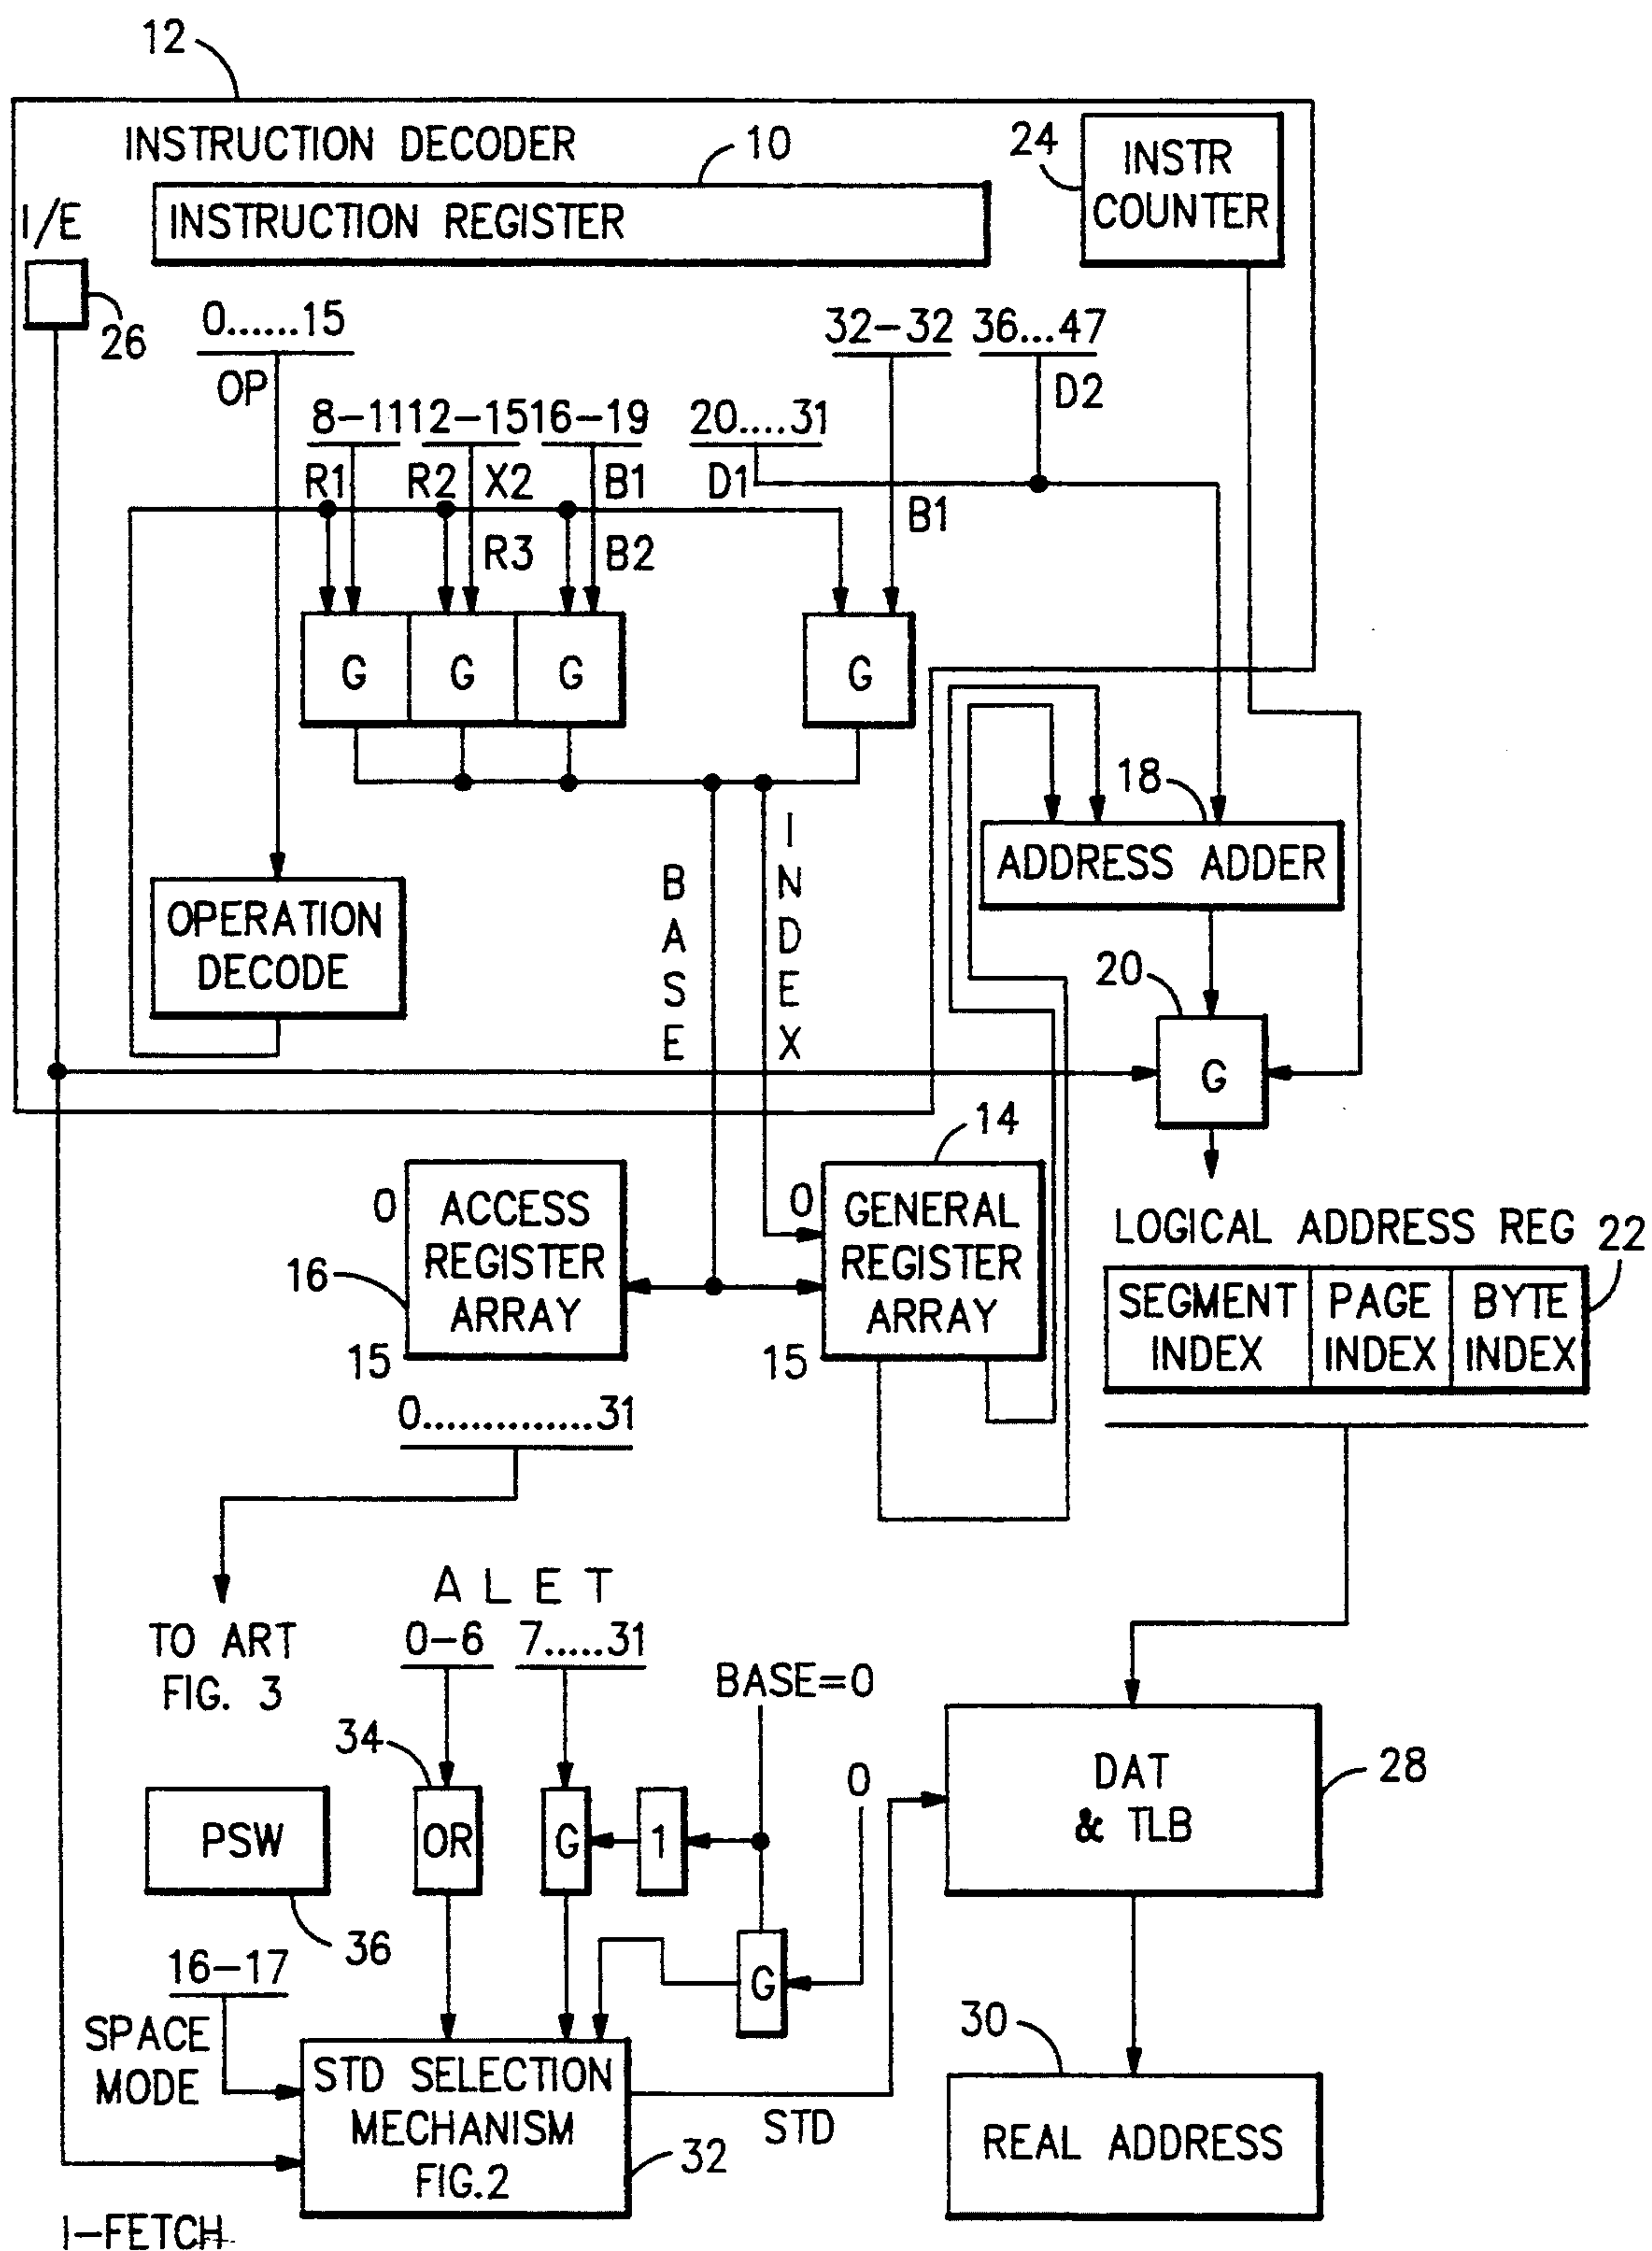 12
INSTRUCTION DECODER
10
24
INSTR
COUNTER
I/E
INSTRUCTION REGISTER
26
0......15
OP
32-32
36...47
D2
8-11
12-15
16-19
20....31
R1
R2
X2
B1
D1
B1
R3
B2
G
G
G
G
18
ADDRESS ADDER
OPERATION
DECODE
BASE
INDEX
20
G
14
0
ACCESS
REGISTER
ARRAY
16
15
0
GENERAL
REGISTER
ARRAY
15
LOGICAL ADDRESS REG
22
SEGMENT
INDEX
PAGE
INDEX
BYTE
INDEX
0..............31
TO ART
FIG. 3
A L E T
0-6
7.....31
BASE=0
34
0
PSW
OR
G
1
DAT
& TLB
28
36
16-17
G
SPACE
MODE
STD SELECTION
MECHANISM
FIG.2
STD
32
30
REAL ADDRESS
I-FETCH